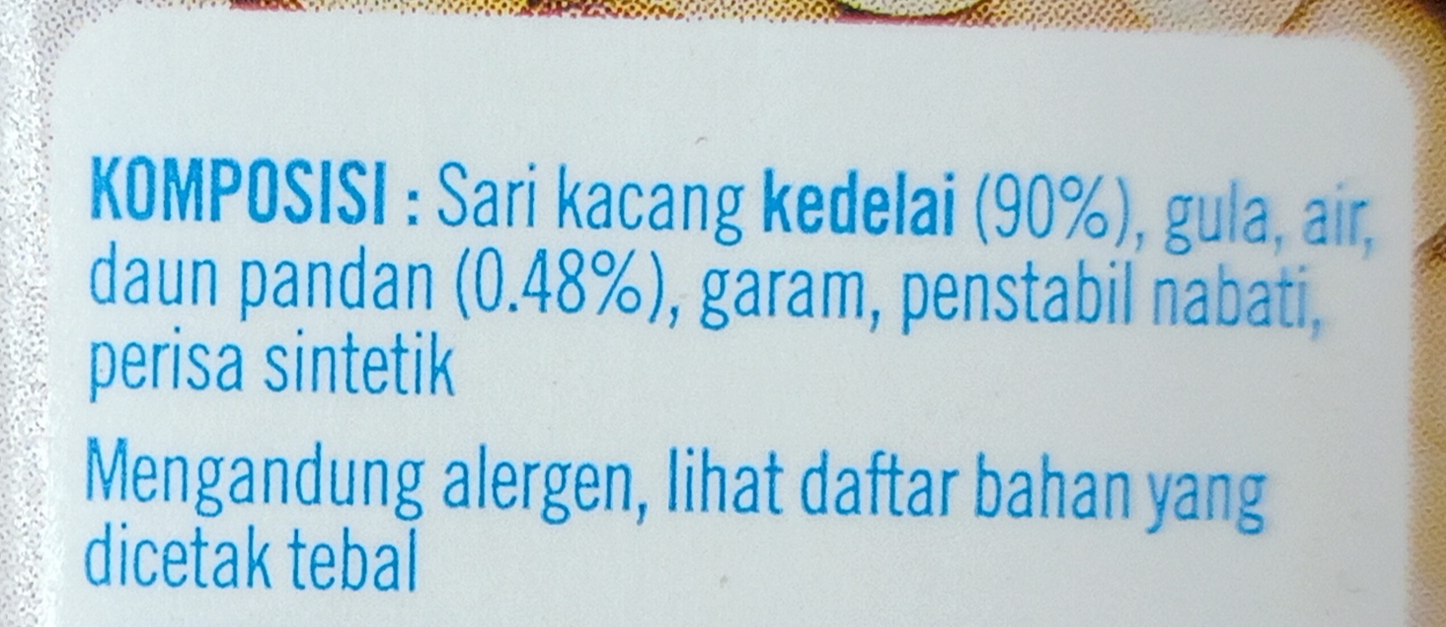 KOMPOSISI : Sari kacang kedelai (90%), gula, air,
daun pandan (0.48%), garam, penstabil nabati,
perisa sintetik
Mengandung alergen, lihat daftar bahan yang
dicetak tebal